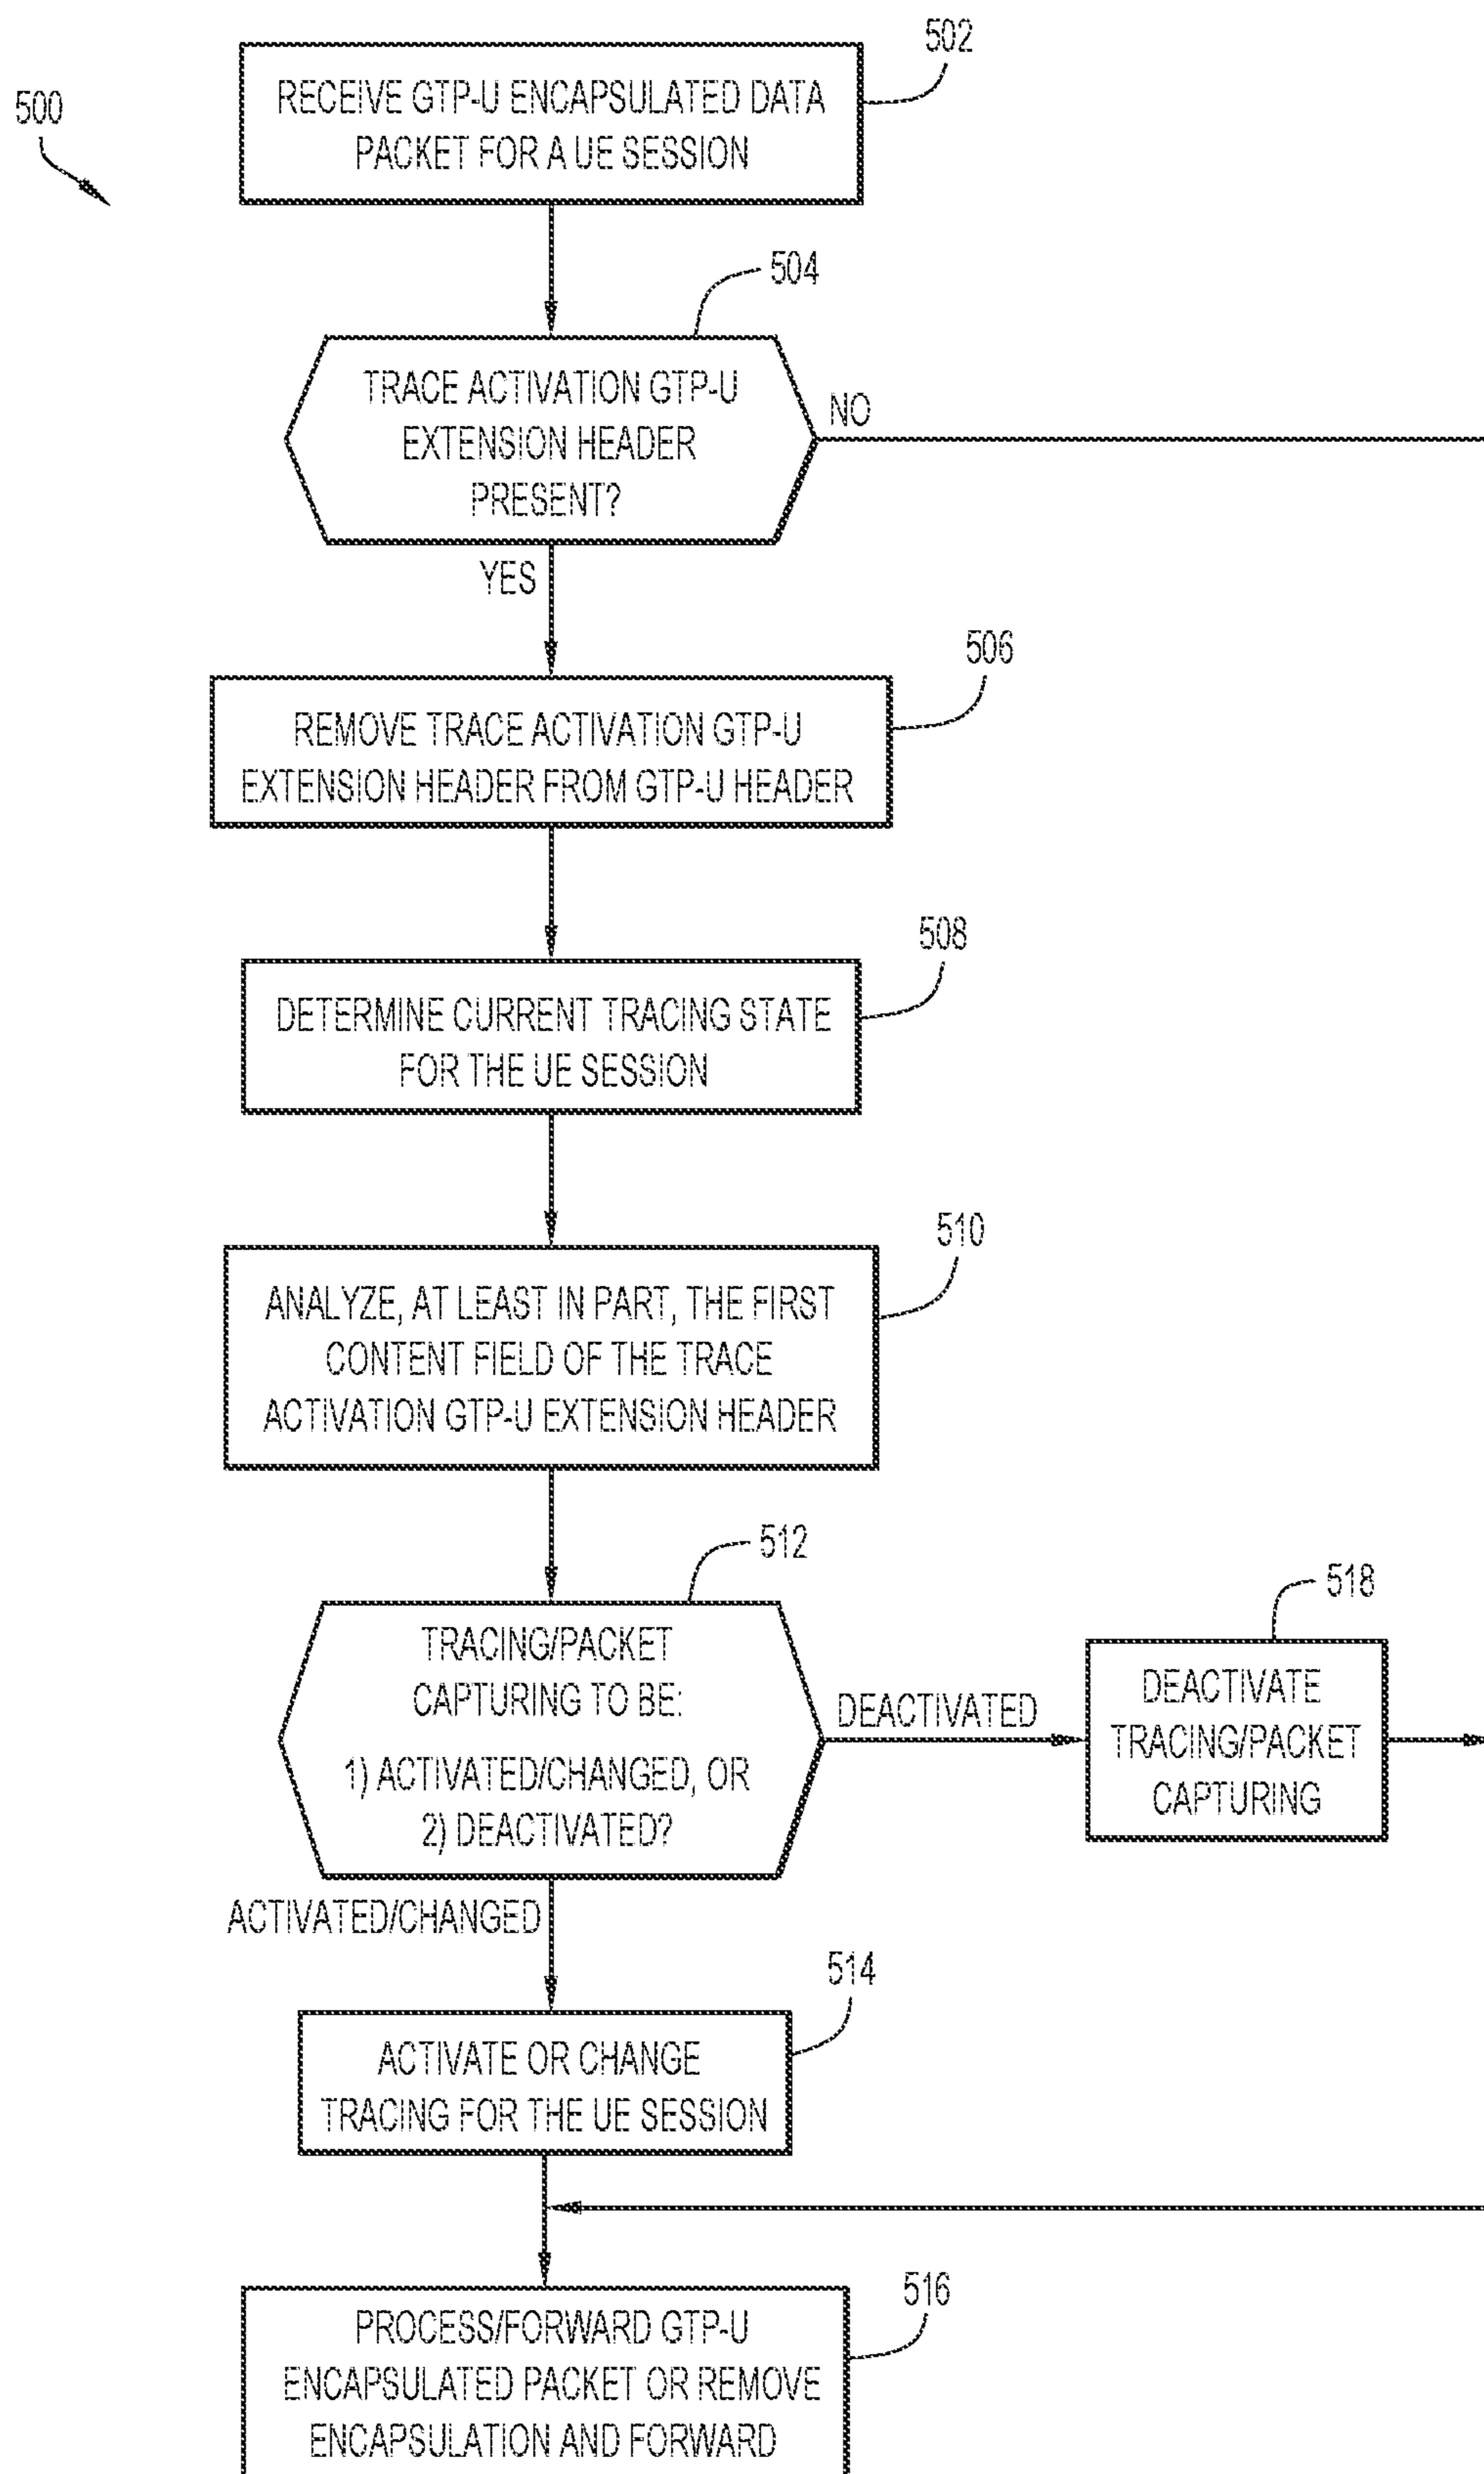 500
502
RECEIVE GTP-U ENCAPSULATED DATA
PACKET FOR A UE SESSION
504
TRACE ACTIVATION GTP-U
EXTENSION HEADER
PRESENT?
NO
YES
506
REMOVE TRACE ACTIVATION GTP-U
EXTENSION HEADER FROM GTP-U HEADER
508
DETERMINE CURRENT TRACING STATE
FOR THE UE SESSION
510
ANALYZE, AT LEAST IN PART, THE FIRST
CONTENT FIELD OF THE TRACE
ACTIVATION GTP-U EXTENSION HEADER
512
TRACING/PACKET
CAPTURING TO BE:
1) ACTIVATED/CHANGED, OR
2) DEACTIVATED?
DEACTIVATED
518
DEACTIVATE
TRACING/PACKET
CAPTURING
ACTIVATED/CHANGED
514
ACTIVATE OR CHANGE
TRACING FOR THE UE SESSION
516
PROCESS/FORWARD GTP-U
ENCAPSULATED PACKET OR REMOVE
ENCAPSULATION AND FORWARD